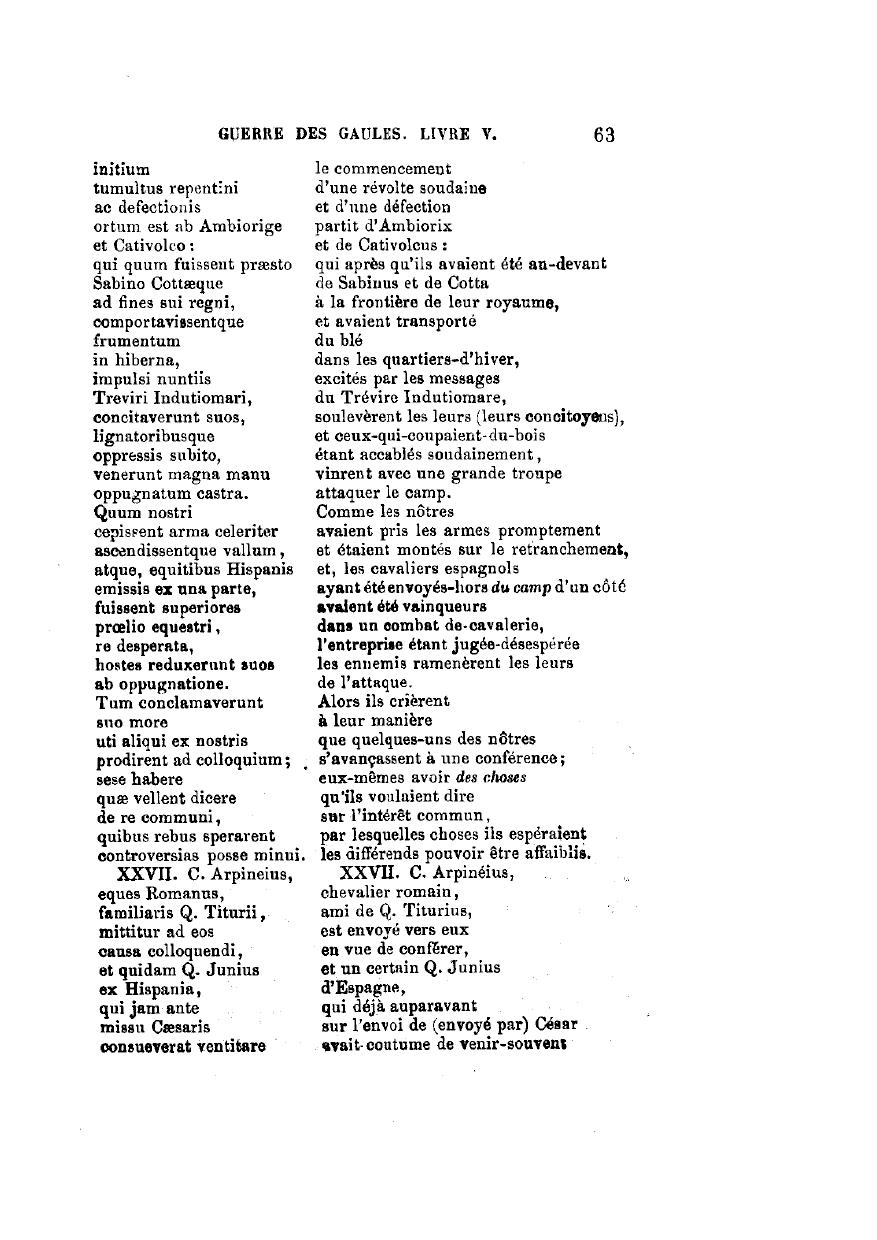 GUERRE DES GAULES. LIVRE V. 63
initium le commencement
tumultus repentini d'une révolte soudaine
ac defectionis et d'une défection
ortum est ab Ambiorige partit d'Ambiorix
et Cativolco : et de Cativolcus :
qui quum fuissent præsto qui après qu'ils avaient été au-devant
Sabino Cottæque de Sabinus et de Cotta
ad fines sui regni, à la frontière de leur royaume,
comportavissentque et avaient transporté
frumentum du blé
in hiberna, dans les quartiers-d'hiver,
impulsi nuntiis excités par les messages
Treviri Indutiomari, du Trévire Indutiomare,
concitaverunt suos, soulevèrent les leurs (leurs concitoyens),
lignatoribusque et ceux-qui-coupaient-du-bois
oppressis subito, étant accablés soudainement,
venerunt magna manu vinrent avec une grande troupe
oppugnatum castra. attaquer le camp.
Quum nostri Comme les nôtres
cepissent arma celeriter avaient pris les armes promptement
ascendissentque vallum, et étaient montés sur le retranchement,
atque, equitibus Hispanis et, les cavaliers espagnols
emissis ex una parte, ayant été envoyés-hors du camp d'un côté
fuissent superiores avaient été vainqueurs
prœlio equestri, dans un combat de-cavalerie,
re desperata, l'entreprise étant jugée-désespérée
hostes reduxerunt suos les ennemis ramenèrent les leurs
ab oppugnatione. de l'attaque.
Tum conclamaverunt Alors ils crièrent
suo more à leur manière
uti aliqui ex nostris que quelques-uns des nôtres
prodirent ad colloquium; s'avançassent à une conférence;
sese habere eux-mêmes avoir des choses
quæ vellent dicere qu'ils voulaient dire
de re communi, sur l'intérêt commun,
quibus rebus sperarent par lesquelles choses ils espéraient
controversias posse minui. les différends pouvoir être affaiblis.
XXVII. C. Arpineius, XXVII. C. Arpinéius,
eques Romanus, chevalier romain,
familiaris Q. Titurii, ami de Q. Titurius,
mittitur ad eos est envoyé vers eux
causa colloquendi, en vue de conférer,
et quidam Q. Junius et un certain Q. Junius
ex Hispania, d'Espagne,
qui jam ante qui déjà auparavant
missu Cæsaris sur l'envoi de (envoyé par) César
consueverat ventitare avait-coutume de venir-souvent